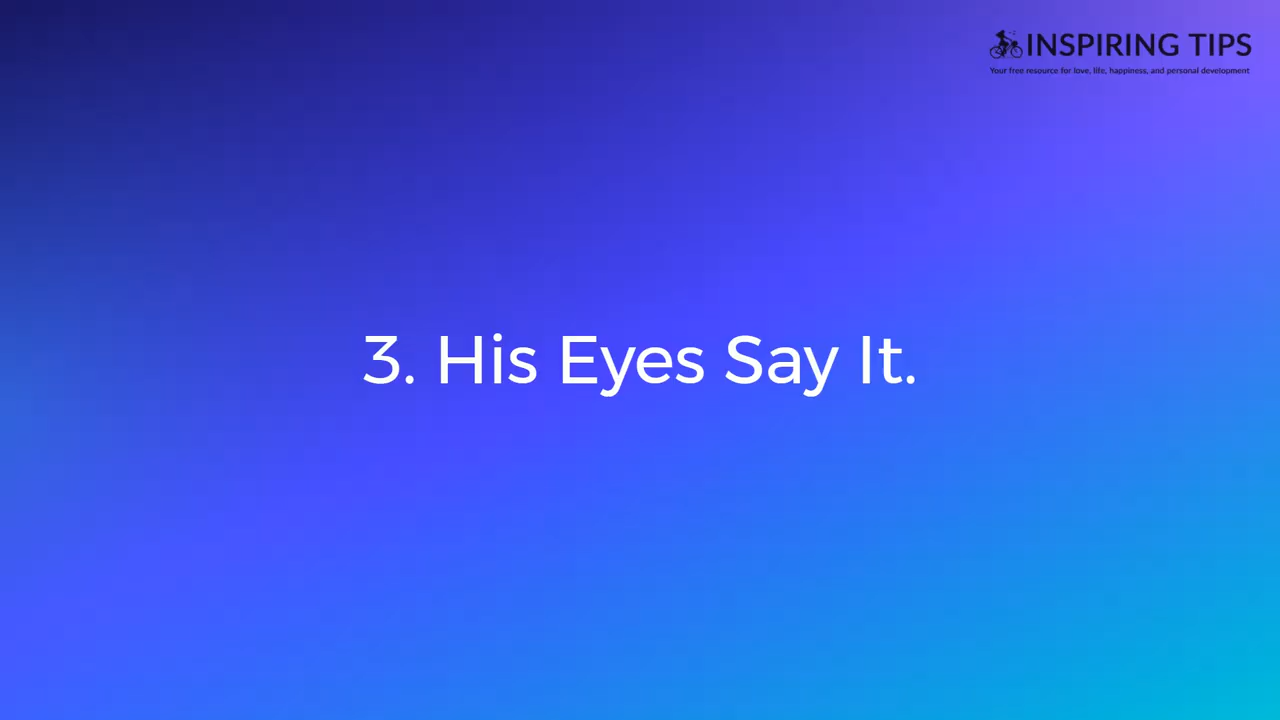 INSPIRING TIPS
Your free resource for love, life, happiness, and personal development
3. His Eyes Say It.